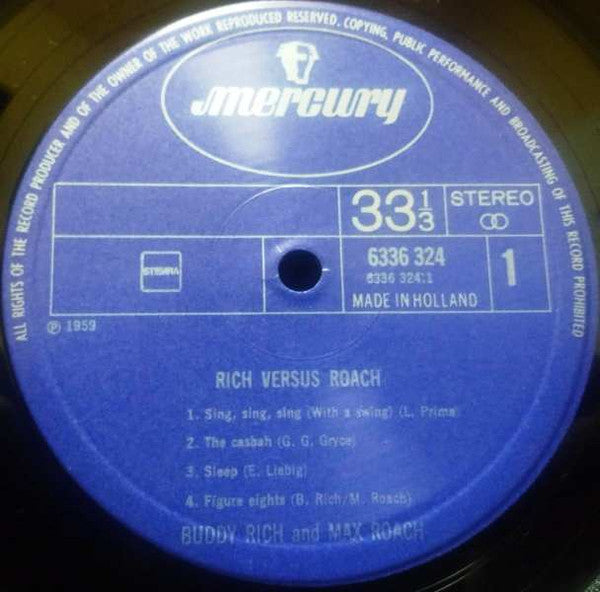 ALL RIGHTS OF THE RECORD PRODUCER AND OF THE OWNER OF THE WORK REPRODUCED RESERVED. COPYING, PUBLIC PERFORMANCE AND BROADCASTING OF THIS RECORD PROHIBITED
mercury
33 1/3
STEREO
STEMRA
6336 324
6336 324.1
MADE IN HOLLAND
1
℗ 1959
RICH VERSUS ROACH
1. Sing, sing, sing (With a swing) (L. Prima)
2. The casbah (G. G. Gryce)
3. Sleep (E. Liebig)
4. Figure eights (B. Rich/M. Roach)
BUDDY RICH and MAX ROACH